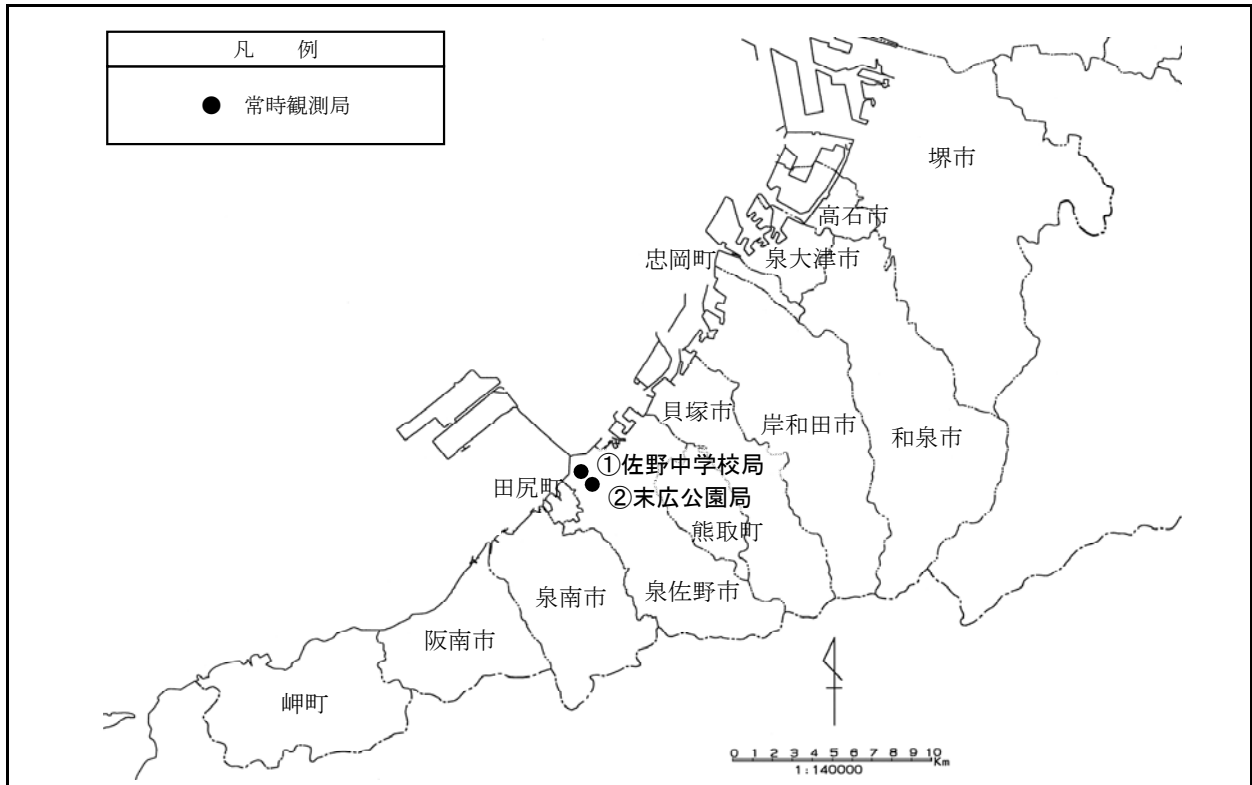 凡 例
常時観測局
堺市
高石市
泉大津市
忠岡町
貝塚市
岸和田市
和泉市
①佐野中学校局
田尻町
②末広公園局
熊取町
泉南市
泉佐野市
阪南市
岬町
0 1 2 3 4 5 6 7 8 9 10
Km
1:140000